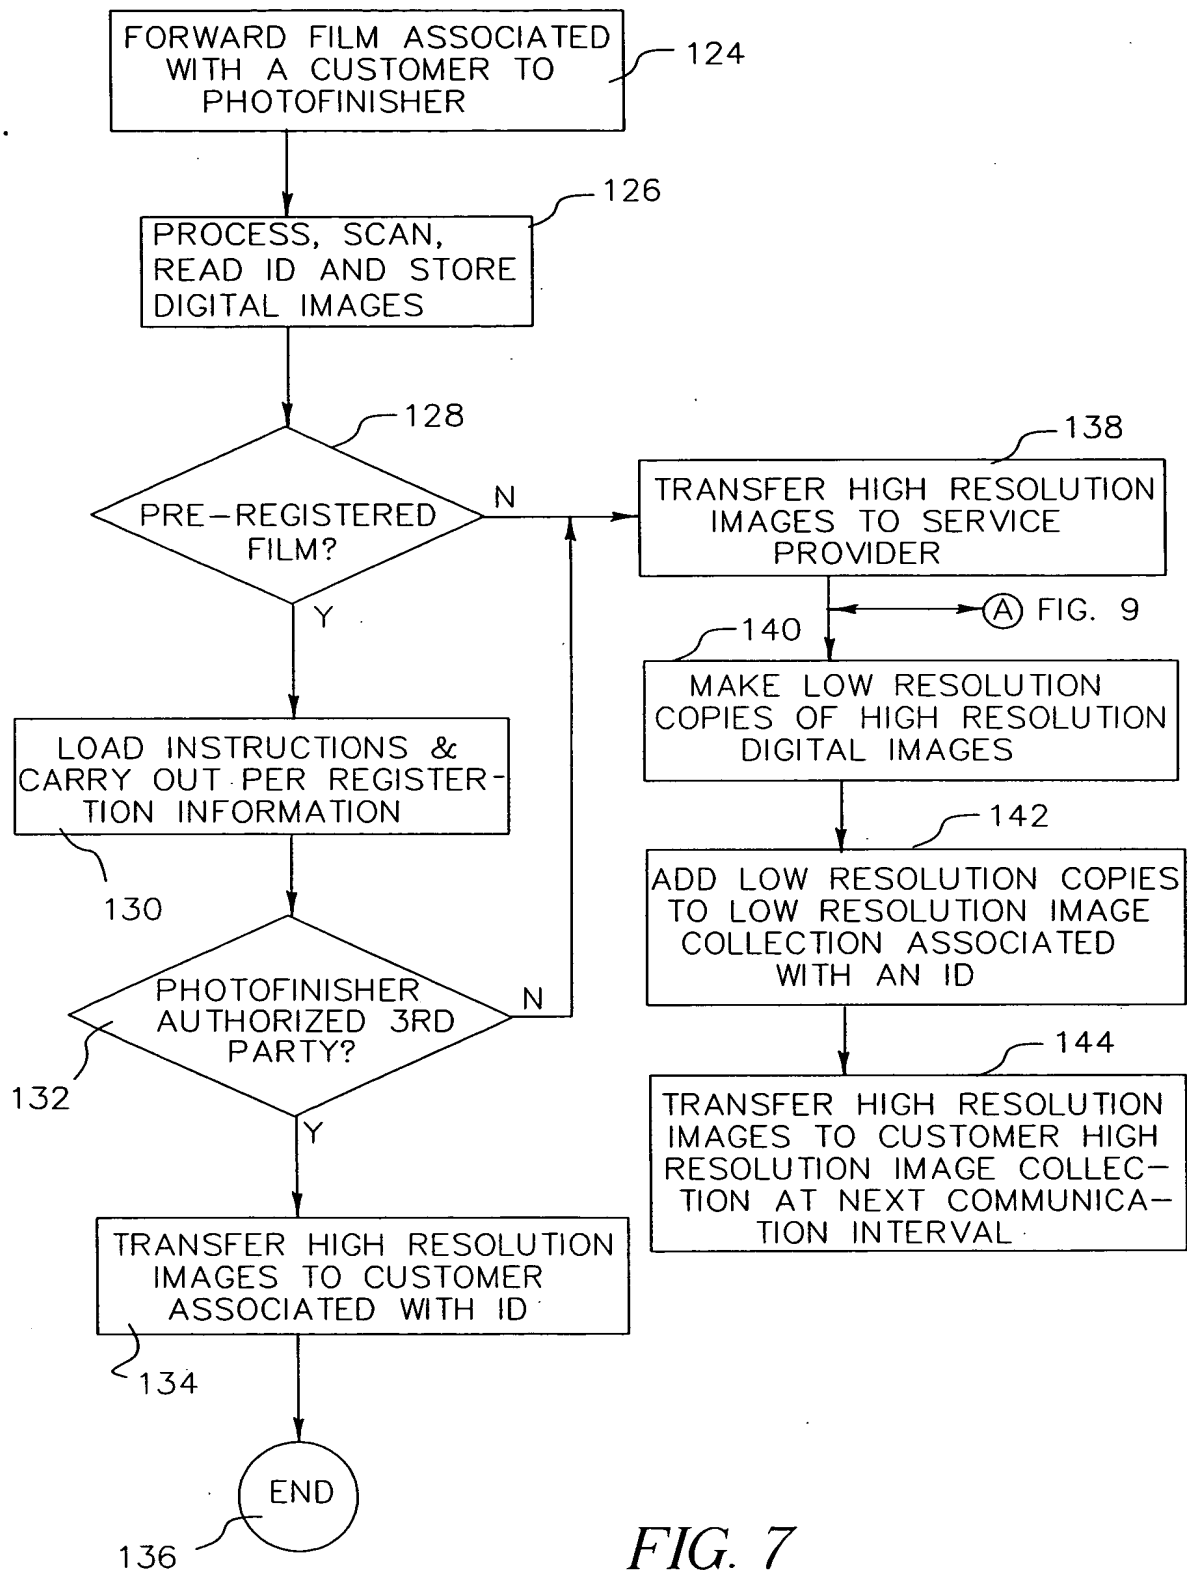 FORWARD FILM ASSOCIATED
WITH A CUSTOMER TO
PHOTOFINISHER
124
126
PROCESS, SCAN,
READ ID AND STORE
DIGITAL IMAGES
128
PRE-REGISTERED
FILM?
N
Y
LOAD INSTRUCTIONS &
CARRY OUT PER REGISTER-
TION INFORMATION
130
PHOTOFINISHER
AUTHORIZED 3RD
PARTY?
N
132
Y
TRANSFER HIGH RESOLUTION
IMAGES TO CUSTOMER
ASSOCIATED WITH ID
134
END
136
138
TRANSFER HIGH RESOLUTION
IMAGES TO SERVICE
PROVIDER
A FIG. 9
140
MAKE LOW RESOLUTION
COPIES OF HIGH RESOLUTION
DIGITAL IMAGES
142
ADD LOW RESOLUTION COPIES
TO LOW RESOLUTION IMAGE
COLLECTION ASSOCIATED
WITH AN ID
144
TRANSFER HIGH RESOLUTION
IMAGES TO CUSTOMER HIGH
RESOLUTION IMAGE COLLEC-
TION AT NEXT COMMUNICA-
TION INTERVAL
FIG. 7